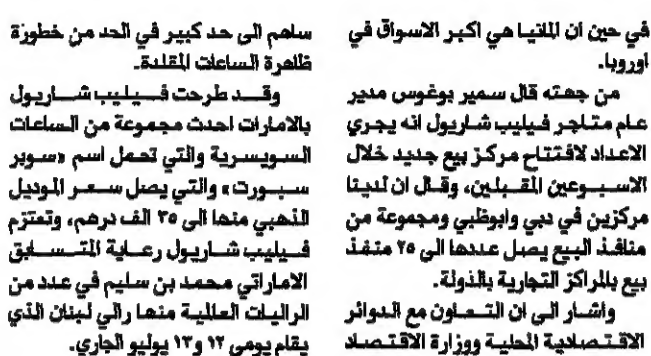 في حين ان المانيا هي اكبر الاسواق في
اوروبا.
من جهته قال سمير بوغوس مدير
عام متاجر فيليب شاريول انه يجري
الاعداد لافتتاح مركز بيع جديد خلال
الاسبوعين المقبلين، وقال ان لدينا
مركزين في دبي وابوظبي ومجموعة من
منافذ البيع يصل عددها الى ٢٥ منفذ
بيع بالمراكز التجارية بالدولة.
واشار الى ان التعاون مع الدوائر
الاقتصادية المحلية ووزارة الاقتصاد
ساهم الى حد كبير في الحد من خطورة
ظاهرة الساعات المقلدة.
وقد طرحت فيليب شاريول
بالامارات احدث مجموعة من الساعات
السويسرية والتي تحمل اسم «سوبر
سبورت» والتي يصل سعر الموديل
الذهبي منها الى ٣٥ الف درهم، وتعتزم
فيليب شاريول رعاية المتسابق
الاماراتي محمد بن سليم في عدد من
الراليات العالمية منها رالي لبنان الذي
يقام يومي ١٢ و١٣ يوليو الجاري.